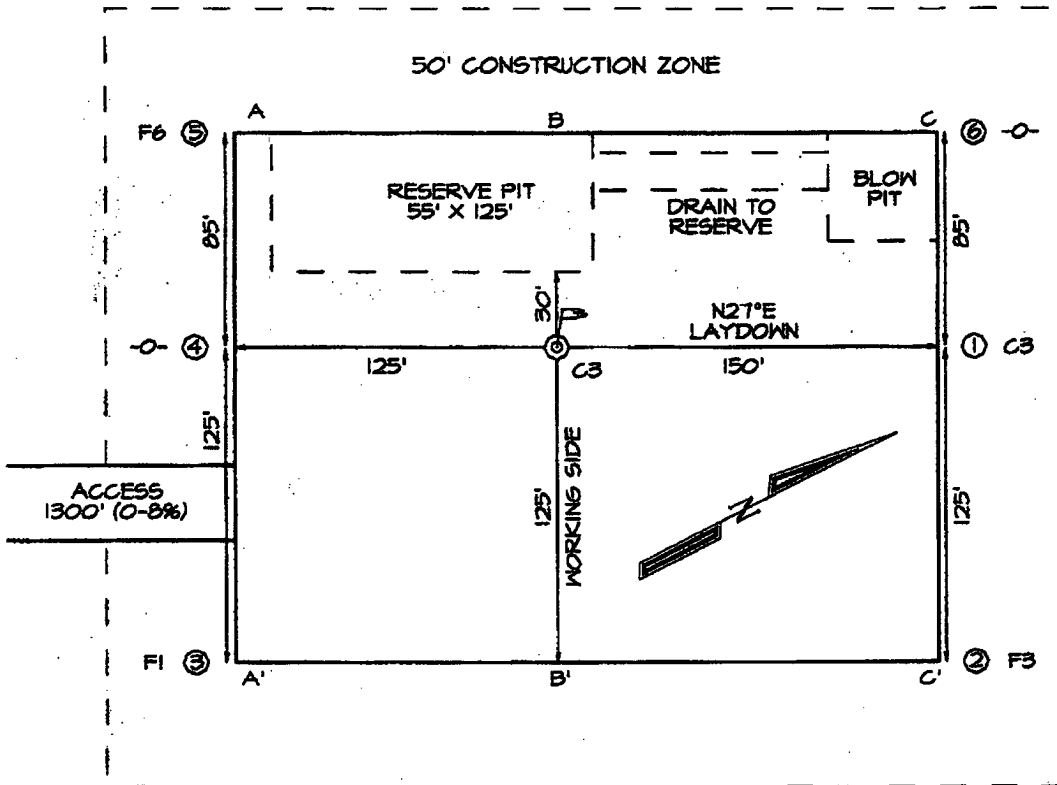 50' CONSTRUCTION ZONE
A
B
C
F6 ⑤
⑥ -0-
RESERVE PIT
55' X 125'
BLOW
PIT
DRAIN TO
RESERVE
85'
85'
30'
N27°E
LAYDOWN
-0- ④
① C3
125'
C3
150'
125'
125'
WORKING SIDE
125'
N
ACCESS
1300' (0-8%)
F1 ③
② F3
A'
B'
C'